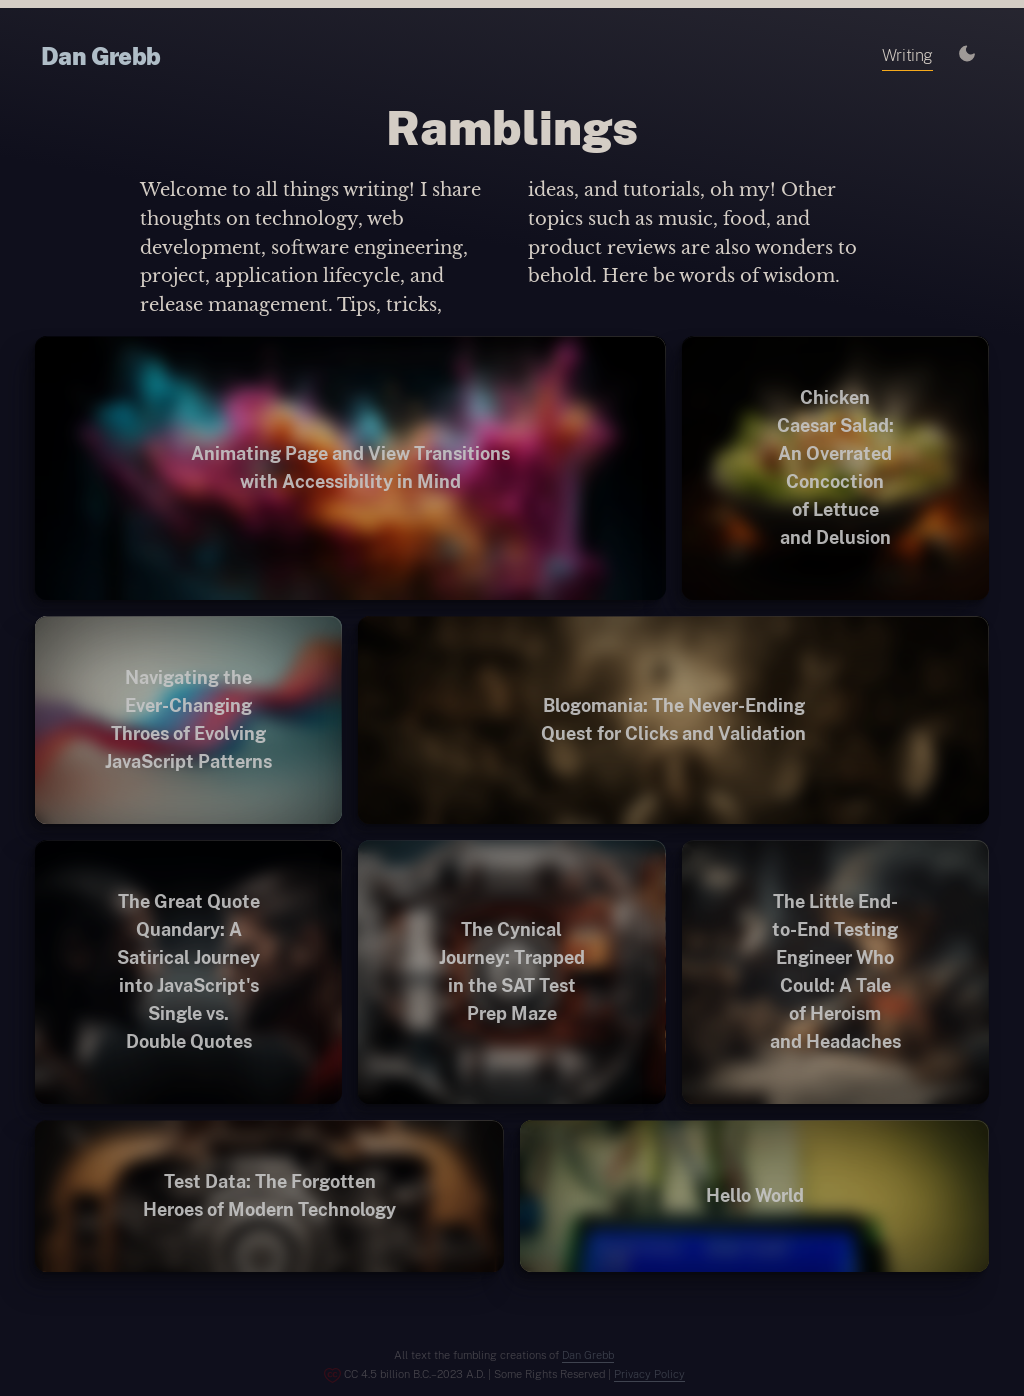 Dan Grebb
Writing
Ramblings
Welcome to all things writing! I share
thoughts on technology, web
development, software engineering,
project, application lifecycle, and
release management. Tips, tricks,
ideas, and tutorials, oh my! Other
topics such as music, food, and
product reviews are also wonders to
behold. Here be words of wisdom.
Animating Page and View Transitions
with Accessibility in Mind
Chicken
Caesar Salad:
An Overrated
Concoction
of Lettuce
and Delusion
Navigating the
Ever-Changing
Throes of Evolving
JavaScript Patterns
Blogomania: The Never-Ending
Quest for Clicks and Validation
The Great Quote
Quandary: A
Satirical Journey
into JavaScript's
Single vs.
Double Quotes
The Cynical
Journey: Trapped
in the SAT Test
Prep Maze
The Little End-
to-End Testing
Engineer Who
Could: A Tale
of Heroism
and Headaches
Test Data: The Forgotten
Heroes of Modern Technology
Hello World
All text the fumbling creations of Dan Grebb
CC 4.5 billion B.C.–2023 A.D. | Some Rights Reserved | Privacy Policy